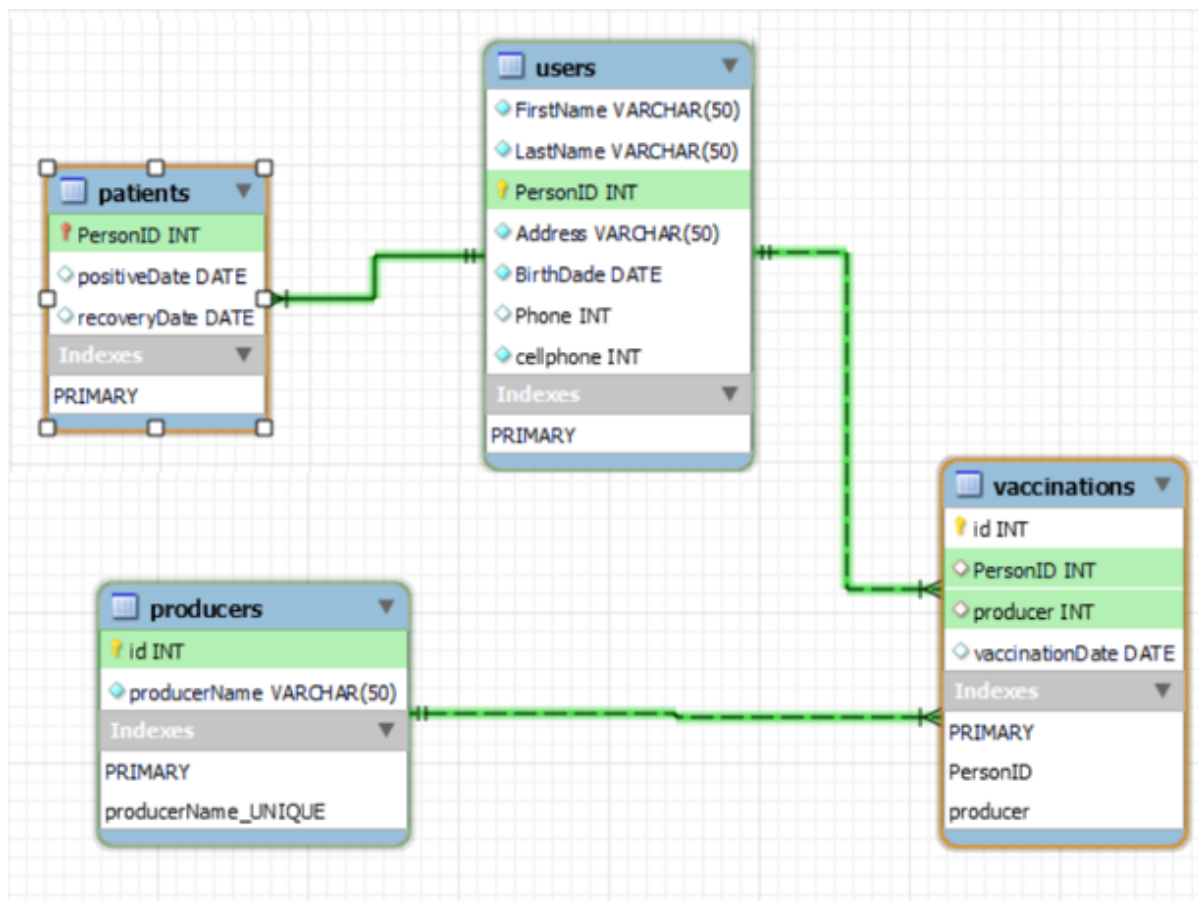 users
FirstName VARCHAR(50)
LastName VARCHAR(50)
PersonID INT
Address VARCHAR(50)
BirthDade DATE
Phone INT
cellphone INT
Indexes
PRIMARY
patients
PersonID INT
positiveDate DATE
recoveryDate DATE
Indexes
PRIMARY
vaccinations
id INT
PersonID INT
producer INT
vaccinationDate DATE
Indexes
PRIMARY
PersonID
producer
producers
id INT
producerName VARCHAR(50)
Indexes
PRIMARY
producerName_UNIQUE